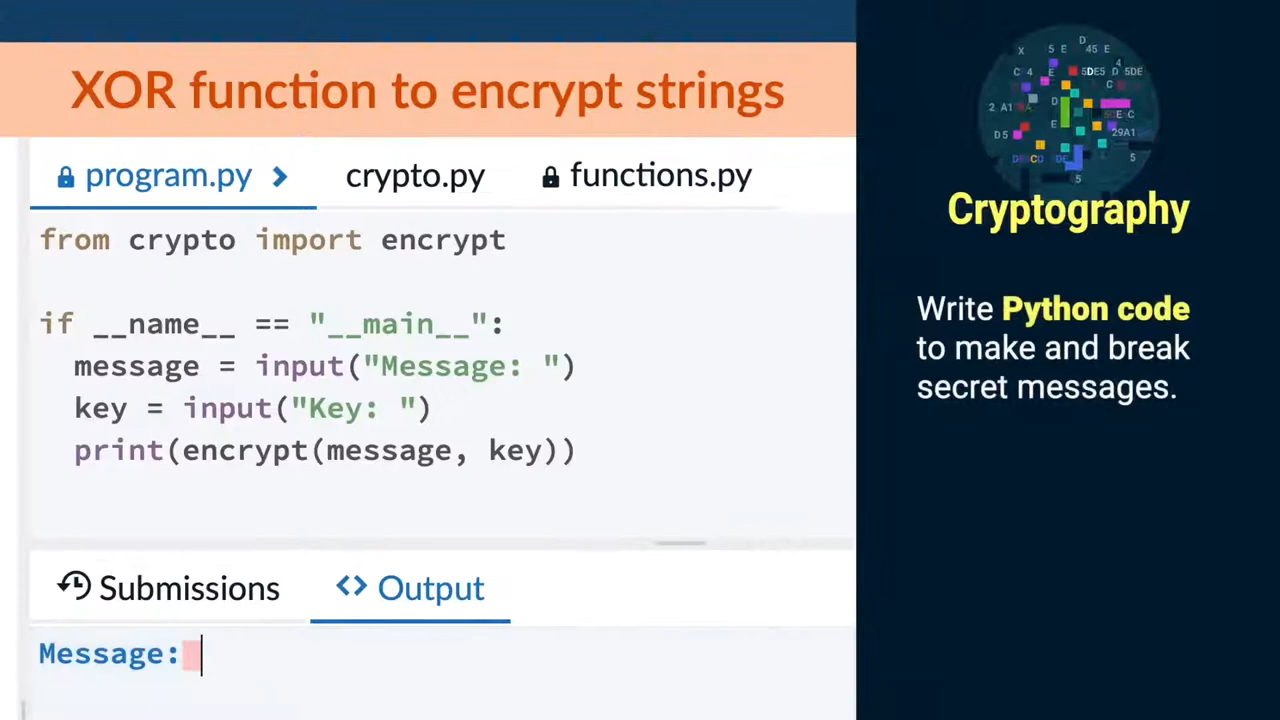 XOR function to encrypt strings
program.py
crypto.py
functions.py
from crypto import encrypt
if __name__ == "__main__":
message = input("Message: ")
key = input("Key: ")
print(encrypt(message, key))
Submissions
<> Output
Message:
Cryptography
Write Python code
to make and break
secret messages.